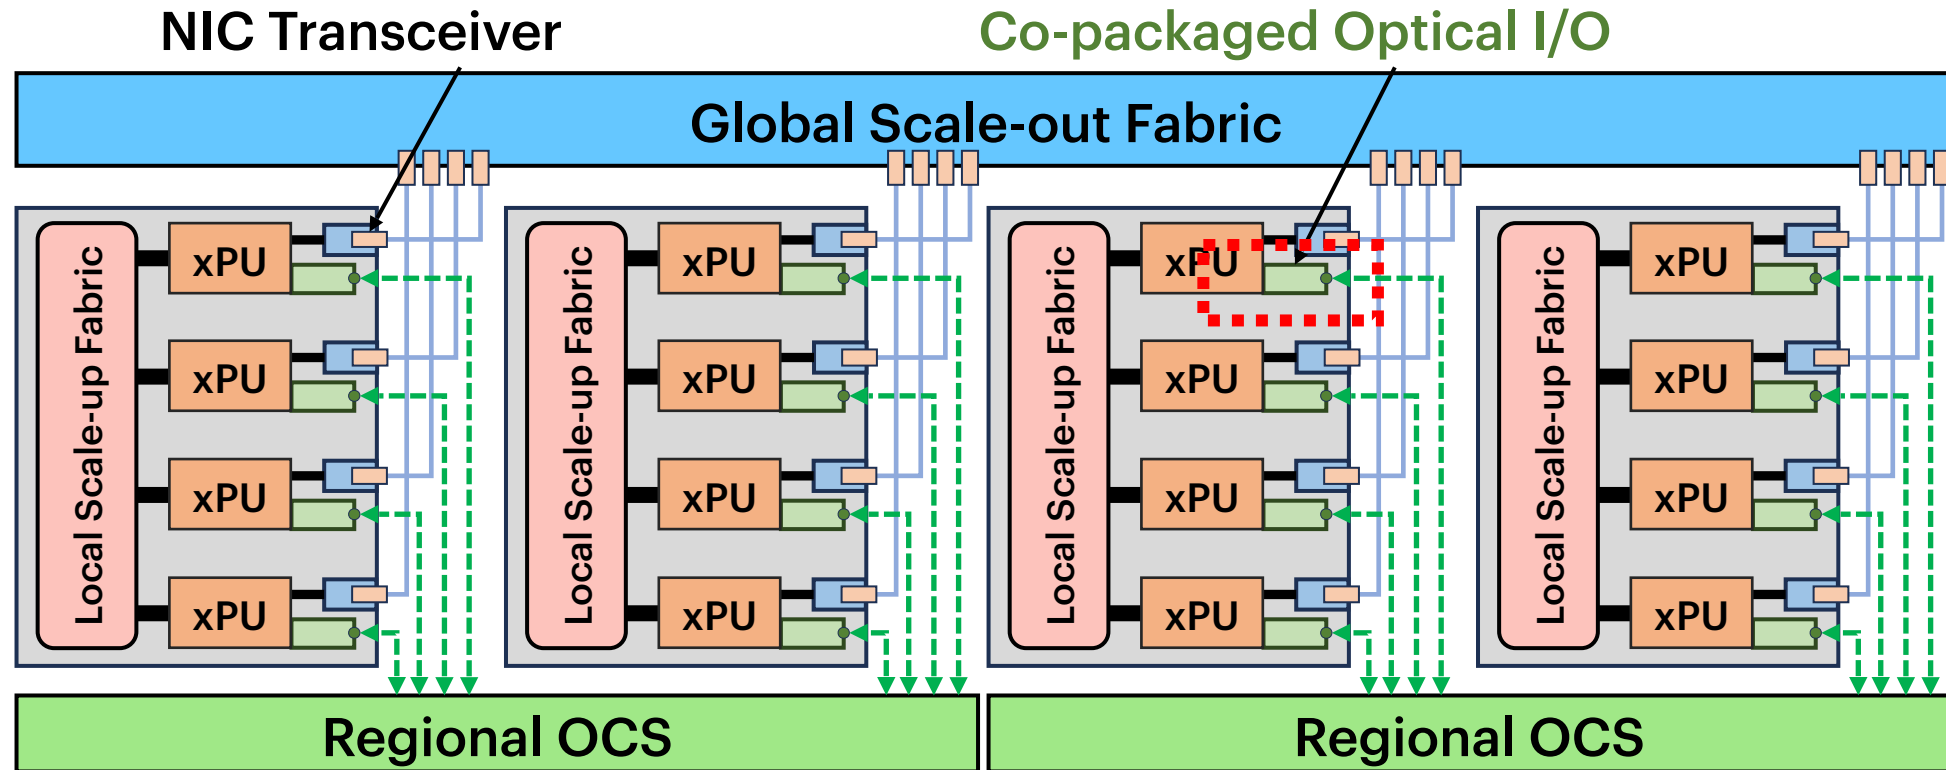 NIC Transceiver
Co-packaged Optical I/O
Global Scale-out Fabric
Local Scale-up Fabric
xPU
xPU
xPU
xPU
Local Scale-up Fabric
xPU
xPU
xPU
xPU
Local Scale-up Fabric
xPU
xPU
xPU
xPU
Local Scale-up Fabric
xPU
xPU
xPU
xPU
Regional OCS
Regional OCS